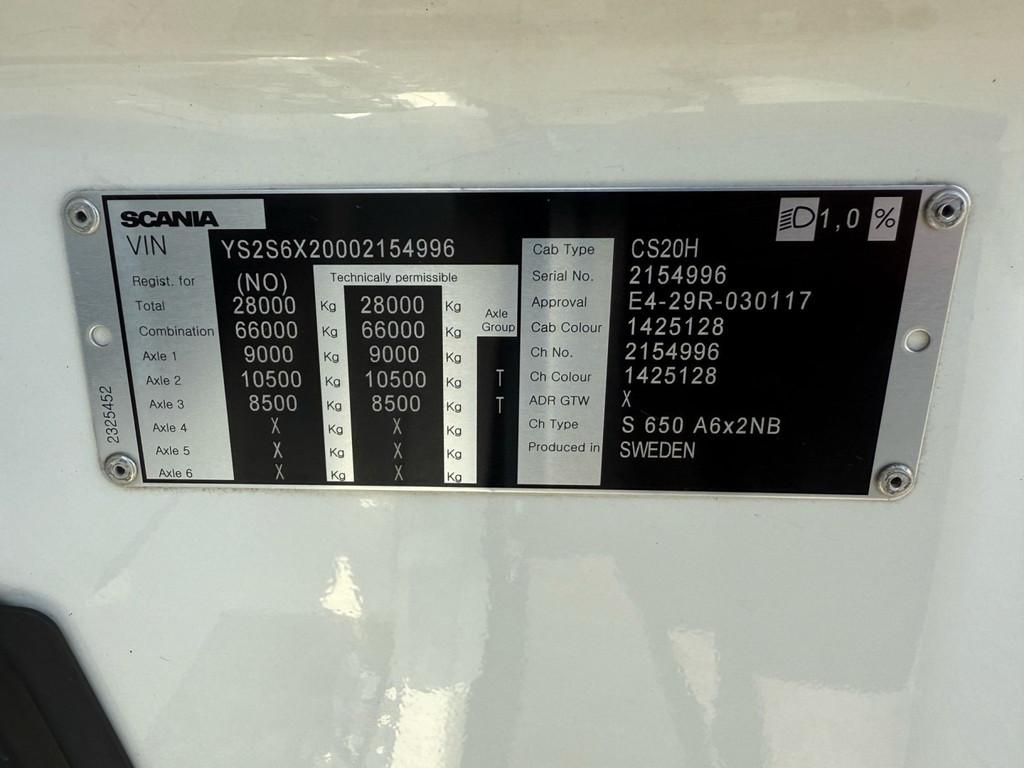 SCANIA
1,0 %
VIN YS2S6X20002154996
Regist. for (NO) Technically permissible
Total 28000 Kg 28000 Kg Axle Group
Combination 66000 Kg 66000 Kg
Axle 1 9000 Kg 9000 Kg
Axle 2 10500 Kg 10500 Kg T
Axle 3 8500 Kg 8500 Kg T
Axle 4 X Kg X Kg
Axle 5 X Kg X Kg
Axle 6 X Kg X Kg
Cab Type CS20H
Serial No. 2154996
Approval E4-29R-030117
Cab Colour 1425128
Ch No. 2154996
Ch Colour 1425128
ADR GTW X
Ch Type S 650 A6x2NB
Produced in SWEDEN
2325452